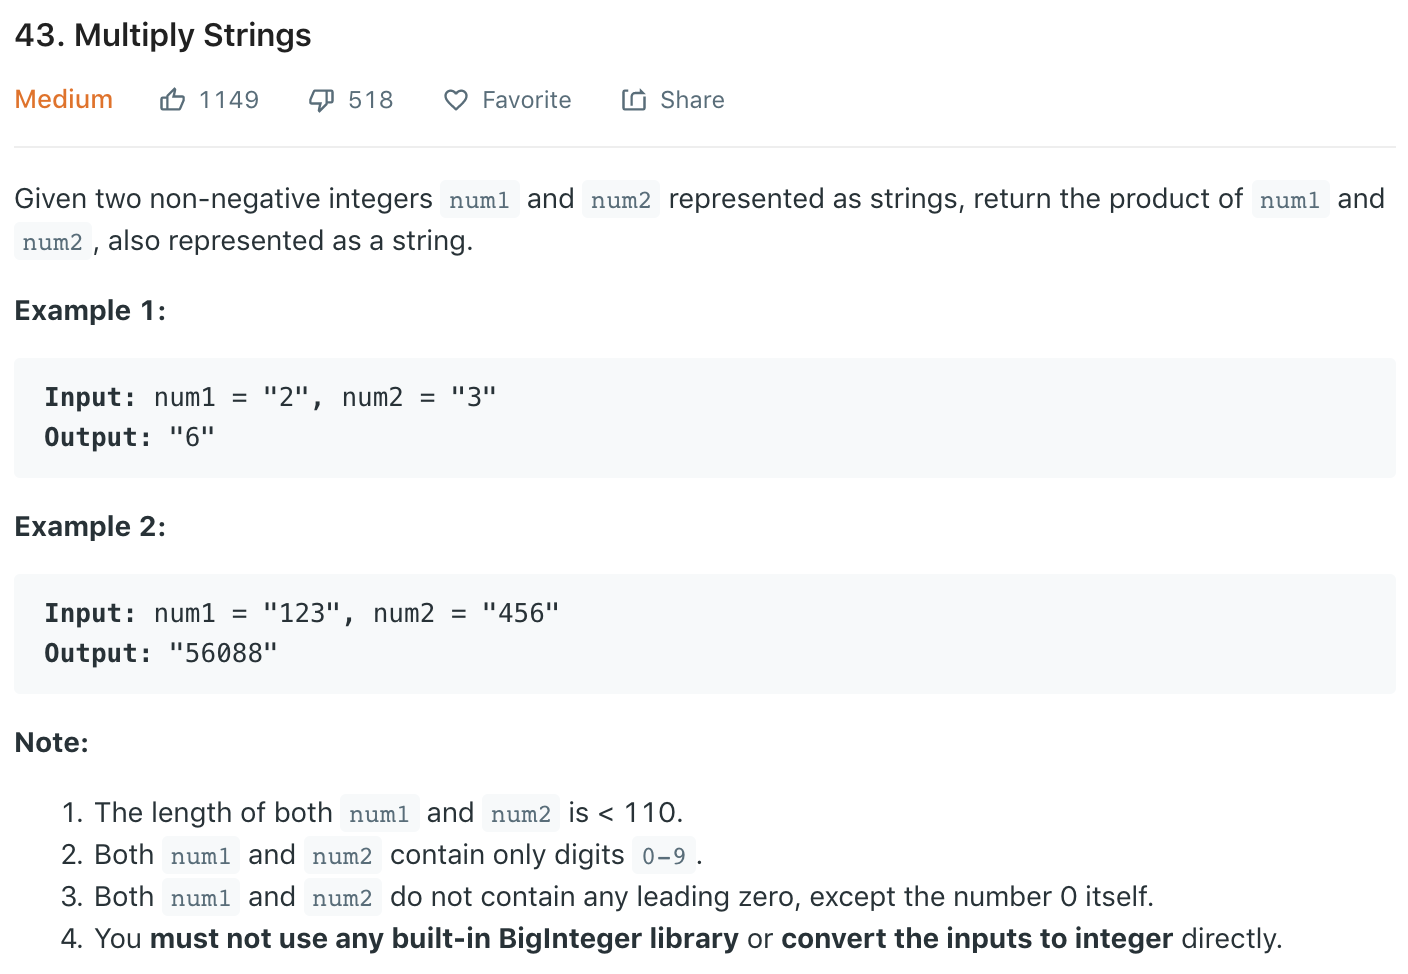 43. Multiply Strings
Medium 1149 518 Favorite Share
Given two non-negative integers num1 and num2 represented as strings, return the product of num1 and
num2, also represented as a string.
Example 1:
Input: num1 = "2", num2 = "3"
Output: "6"
Example 2:
Input: num1 = "123", num2 = "456"
Output: "56088"
Note:
1. The length of both num1 and num2 is < 110.
2. Both num1 and num2 contain only digits 0-9.
3. Both num1 and num2 do not contain any leading zero, except the number 0 itself.
4. You must not use any built-in BigInteger library or convert the inputs to integer directly.